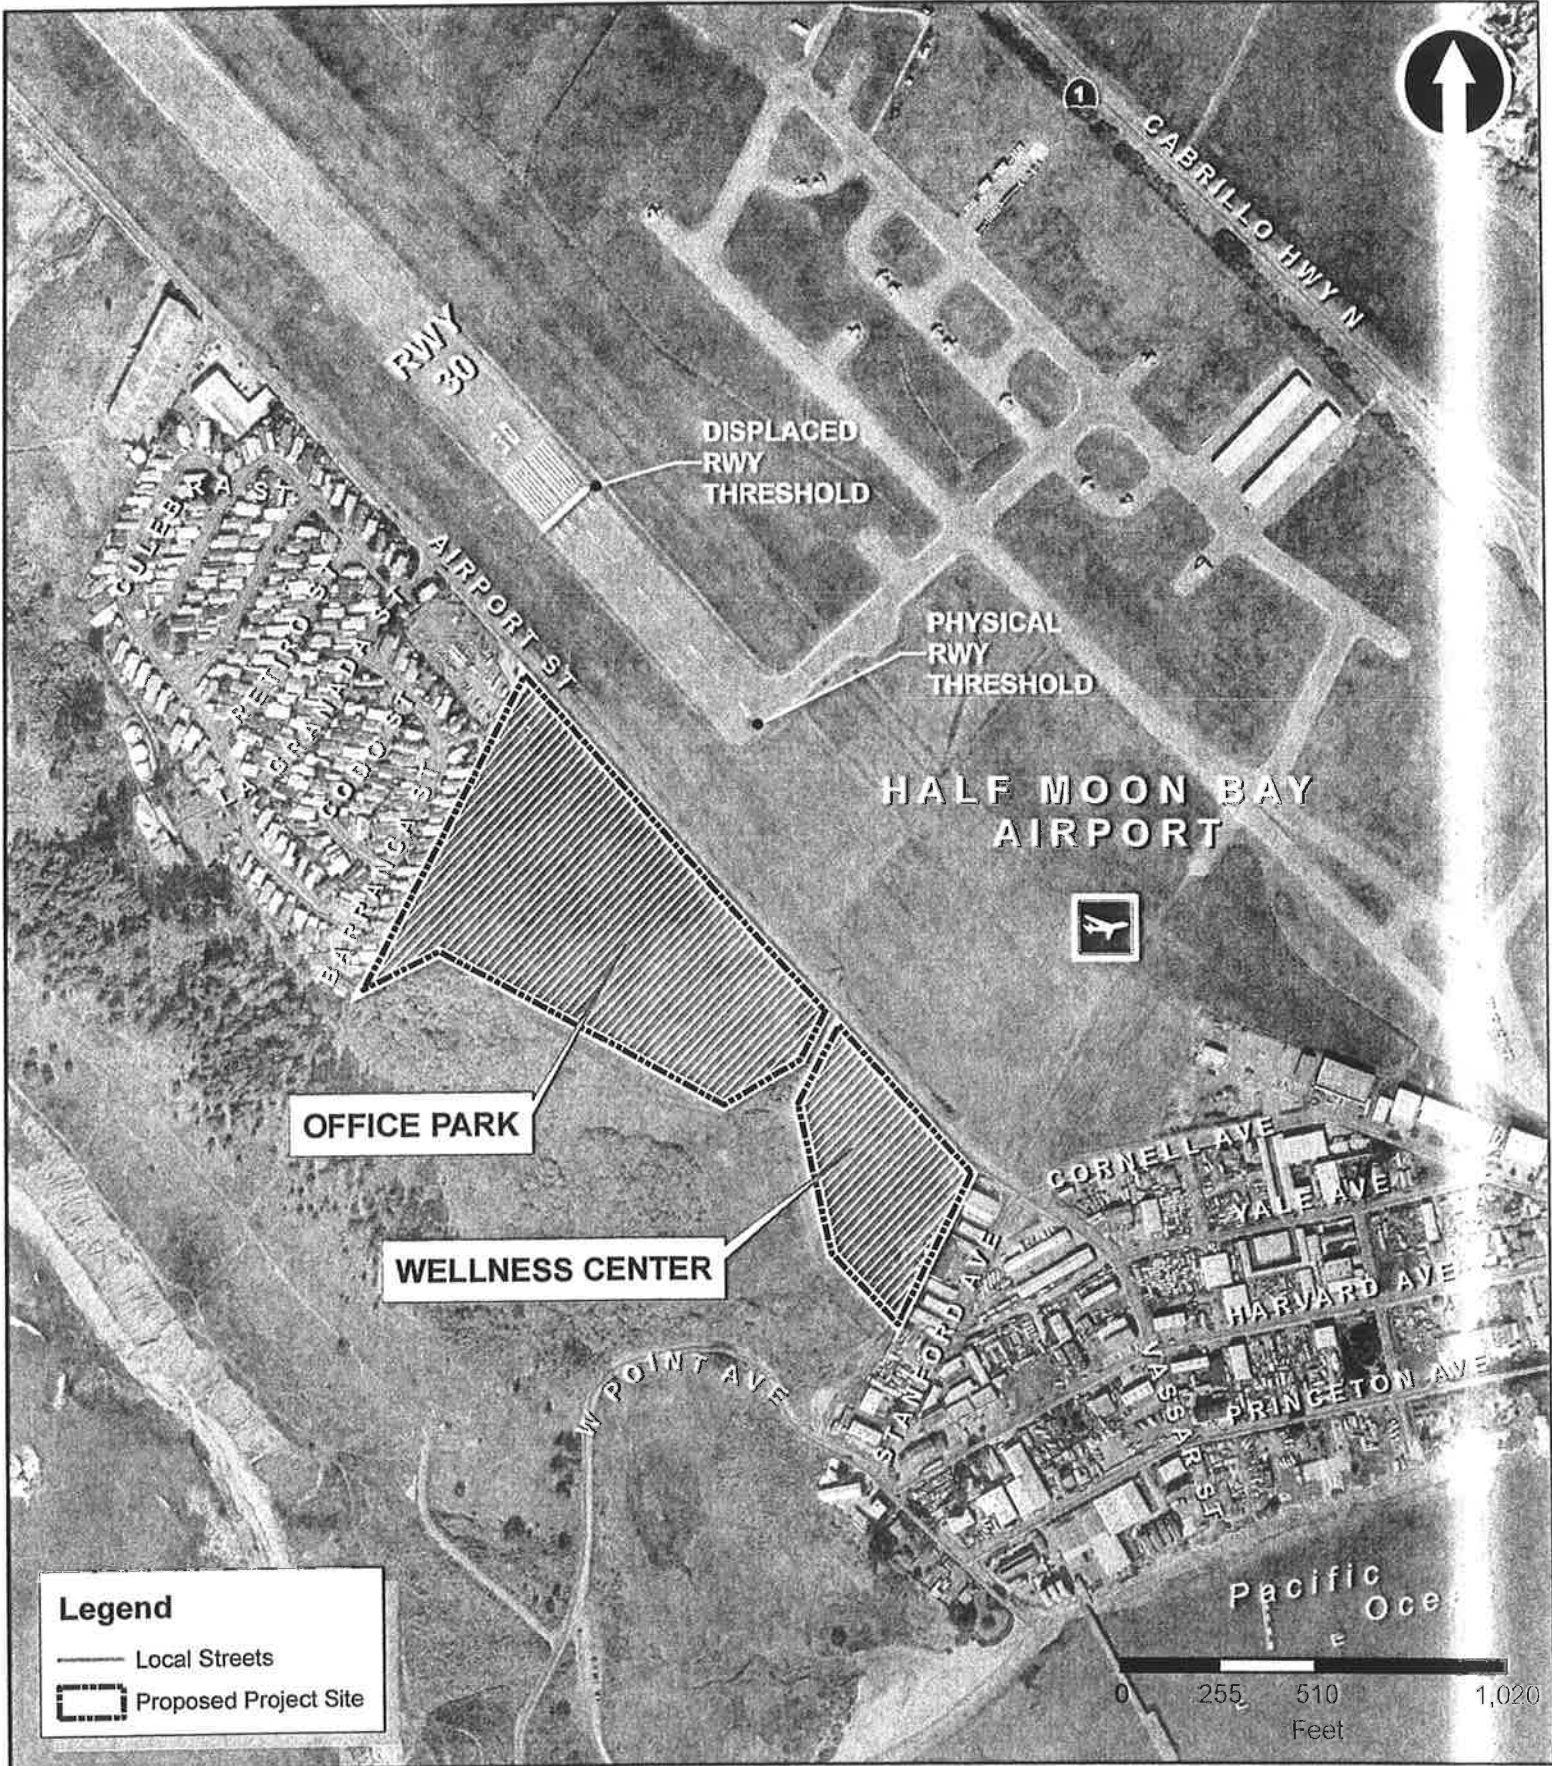 1
CABRILLO HWY N
RWY
30
DISPLACED
RWY
THRESHOLD
CULEBRA ST
AIRPORT ST
RETIRO ST
LA GRANADA ST
COBO ST
BARRANCA ST
PHYSICAL
RWY
THRESHOLD
HALF MOON BAY
AIRPORT
OFFICE PARK
WELLNESS CENTER
CORNELL AVE
YALE AVE
HARVARD AVE
PRINCETON AVE
VASSAR ST
STANFORD AVE
W POINT AVE
Pacific
Legend
Local Streets
Proposed Project Site
0 255 510 1,020
Feet